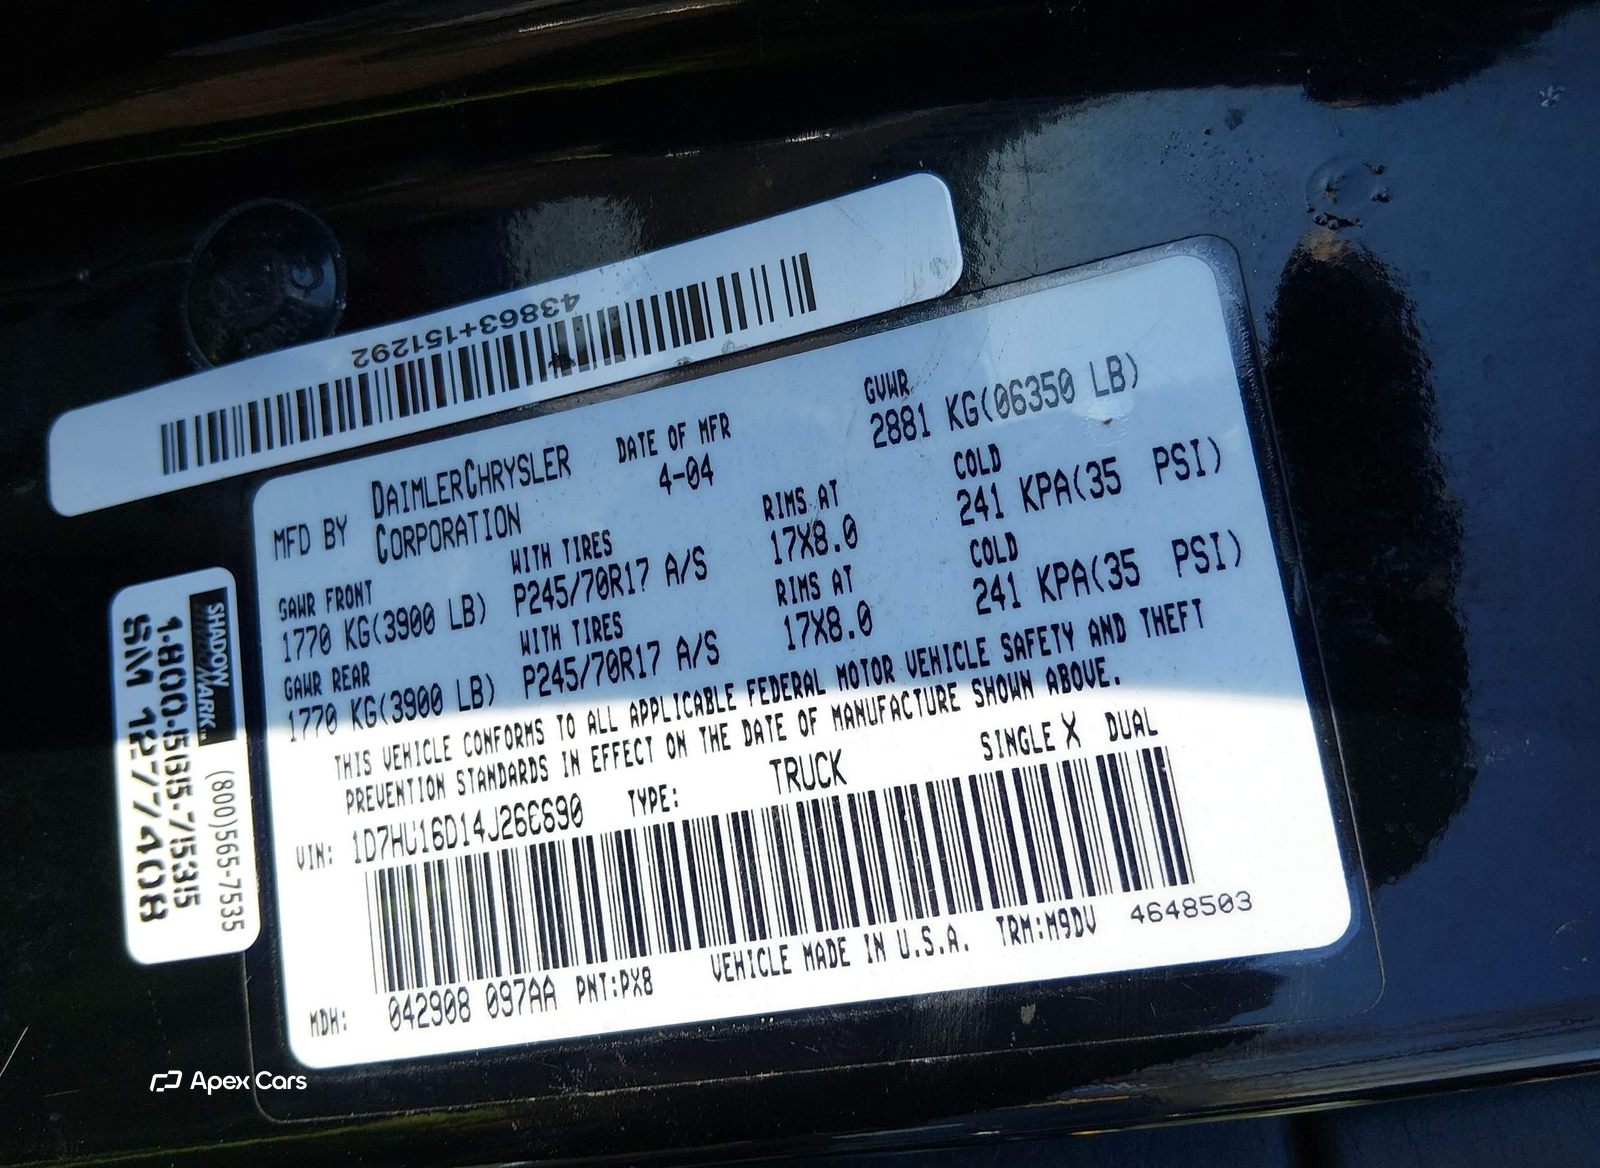 43863+151292
MFD BY DAIMLERCHRYSLER CORPORATION
DATE OF MFR 4-04
GVWR 2881 KG(06350 LB)
GAWR FRONT WITH TIRES RIMS AT COLD
1770 KG(3900 LB) P245/70R17 A/S 17X8.0 241 KPA(35 PSI)
GAWR REAR WITH TIRES RIMS AT COLD
1770 KG(3900 LB) P245/70R17 A/S 17X8.0 241 KPA(35 PSI)
THIS VEHICLE CONFORMS TO ALL APPLICABLE FEDERAL MOTOR VEHICLE SAFETY AND THEFT
PREVENTION STANDARDS IN EFFECT ON THE DATE OF MANUFACTURE SHOWN ABOVE.
VIN: TYPE: TRUCK SINGLE X DUAL
MDH: 042908 097AA PNT:PX8 VEHICLE MADE IN U.S.A. TRM:M9DV 4648503
SHADOWMARK™ (800)565-7535
1.800.565.7535
SM 1277408
Apex Cars